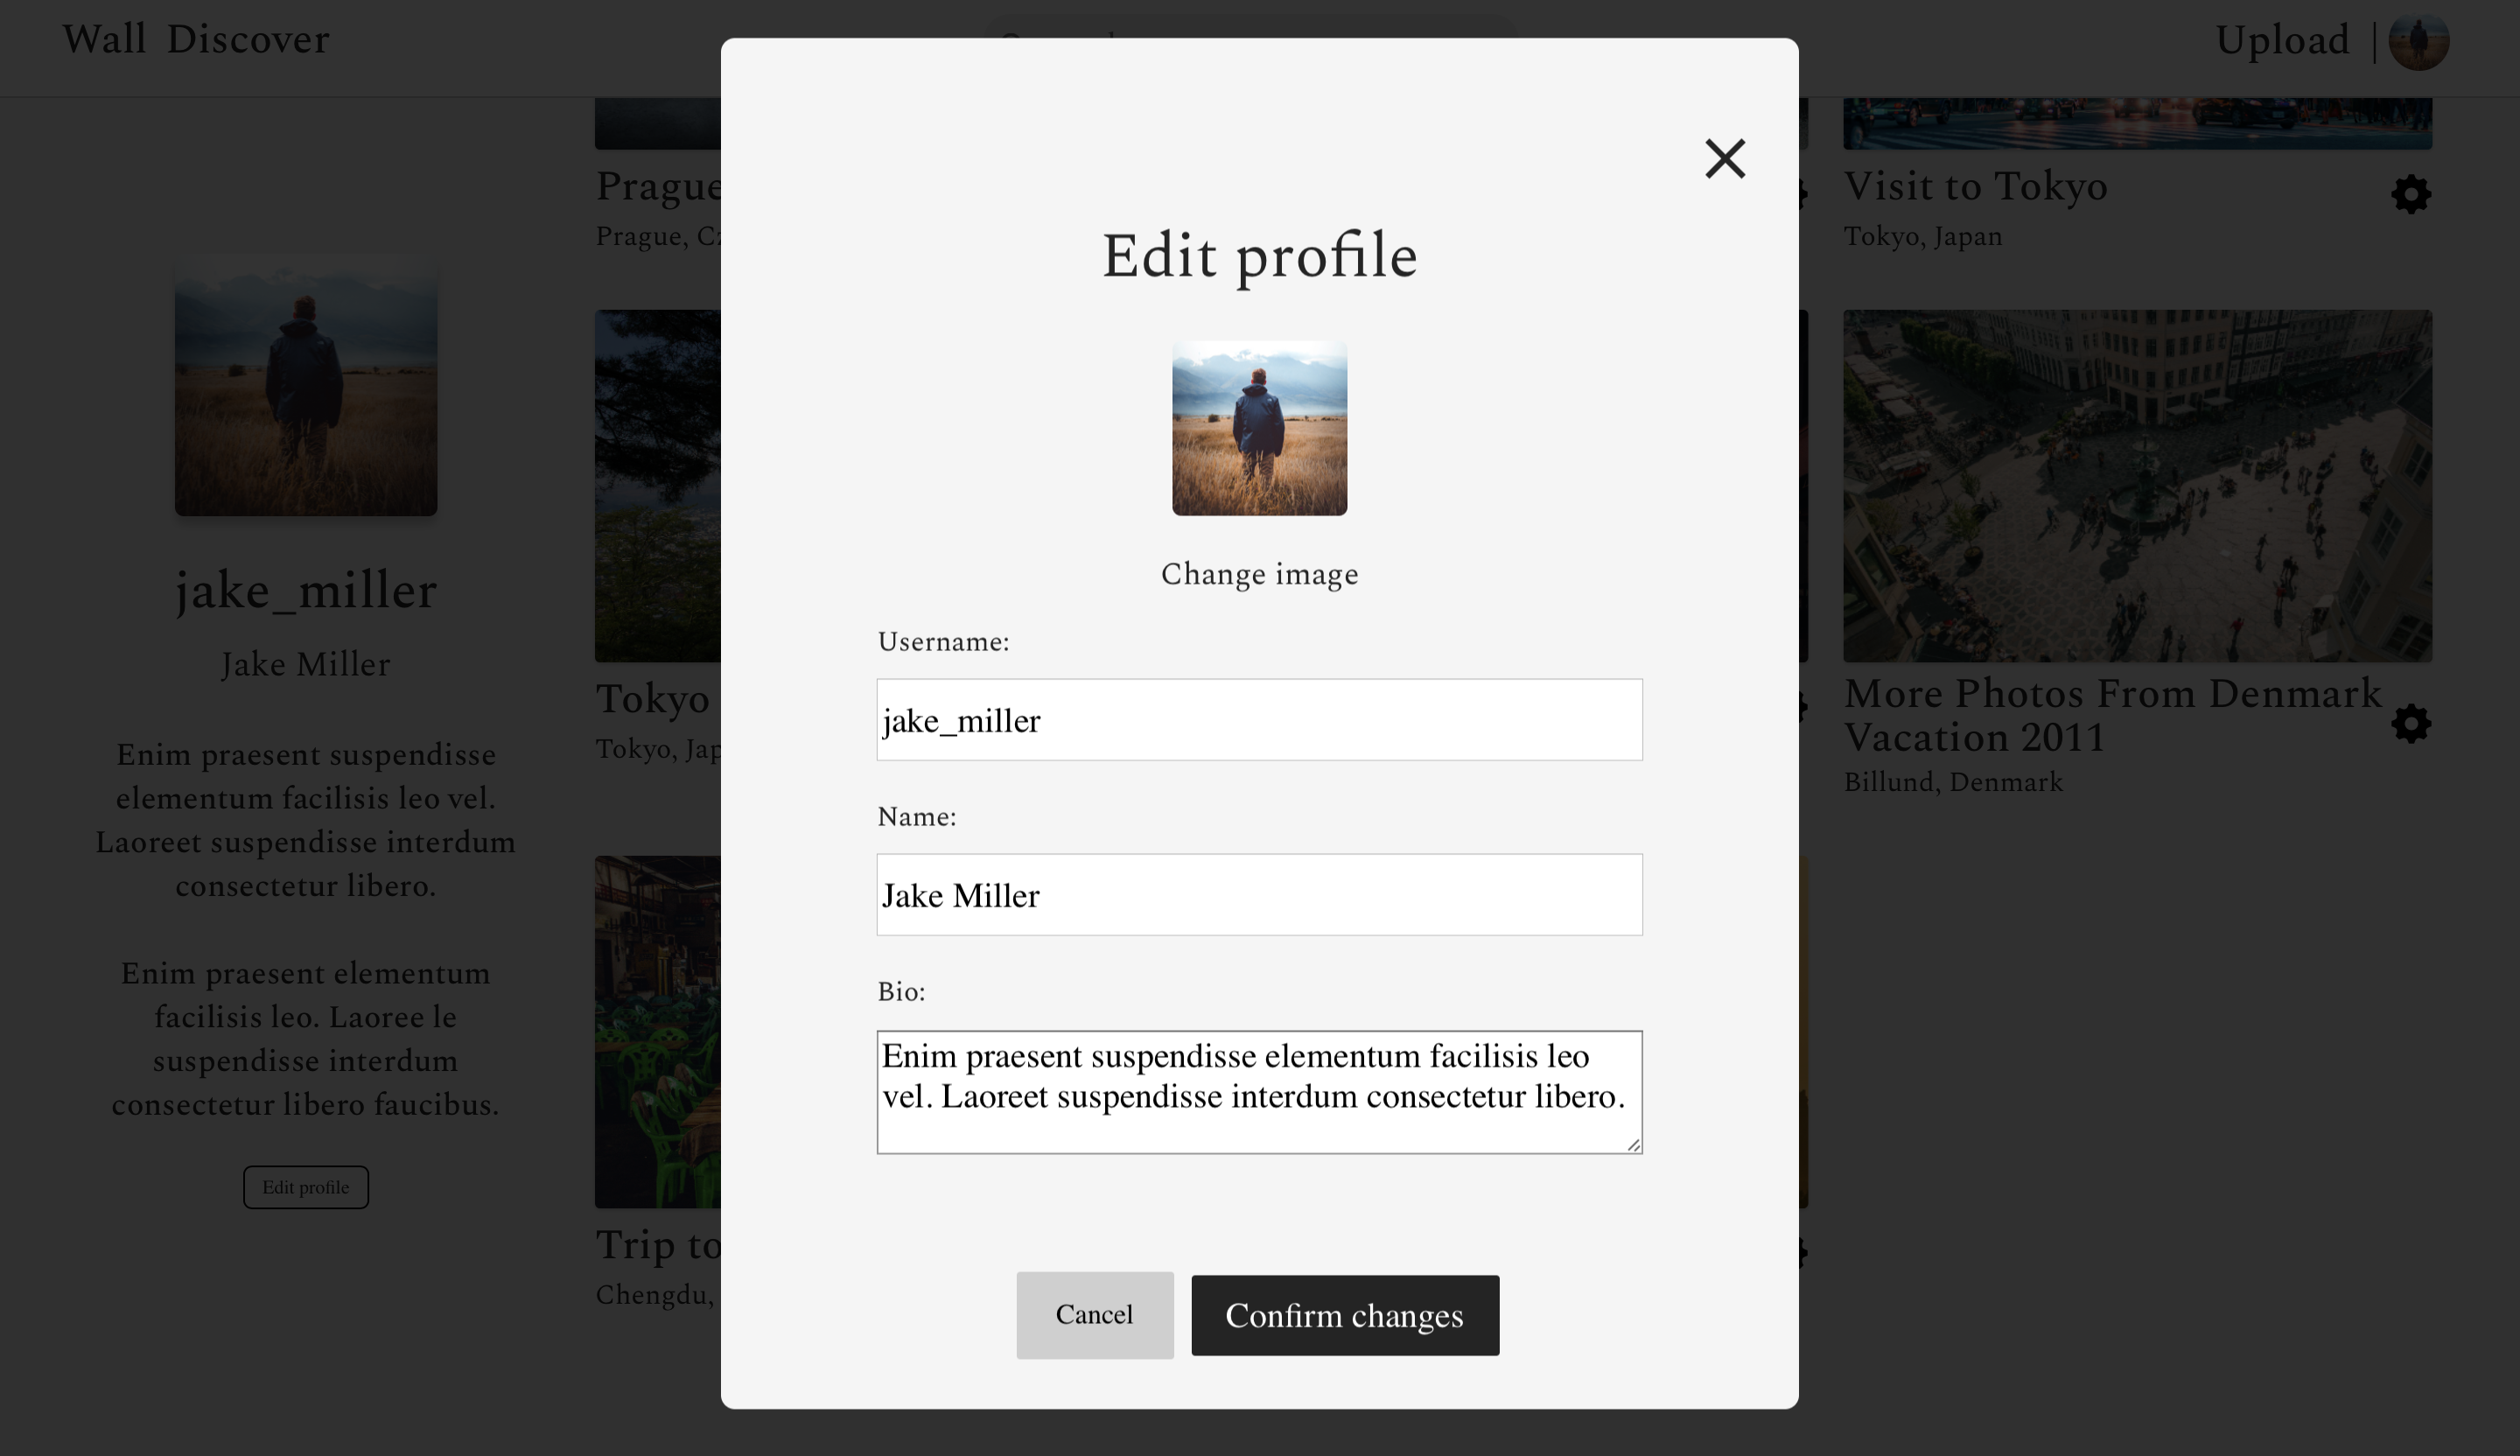 Wall Discover
Upload |
Prague
Prague,
Visit to Tokyo
Tokyo, Japan
jake_miller
Jake Miller
Enim praesent suspendisse
elementum facilisis leo vel.
Laoreet suspendisse interdum
consectetur libero.
Enim praesent elementum
facilisis leo. Laoree le
suspendisse interdum
consectetur libero faucibus.
Edit profile
Tokyo
Tokyo, Jap
Trip to
Chengdu,
More Photos From Denmark
Vacation 2011
Billund, Denmark
Edit profile
Change image
Username:
jake_miller
Name:
Jake Miller
Bio:
Enim praesent suspendisse elementum facilisis leo
vel. Laoreet suspendisse interdum consectetur libero.
Cancel
Confirm changes